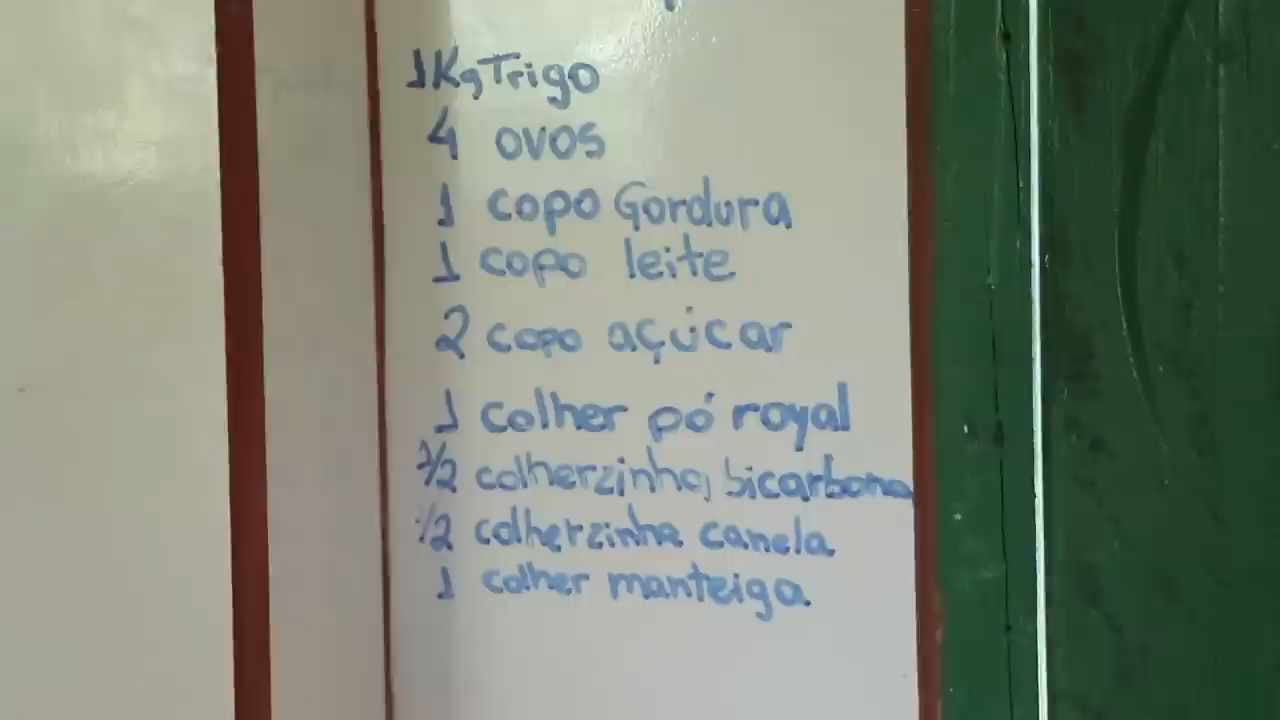 1Kg Trigo
4 ovos
1 copo Gordura
1 copo leite
2 copo açúcar
1 colher pó royal
1/2 colherzinha bicarbona
1/2 colherzinha canela
1 colher manteiga